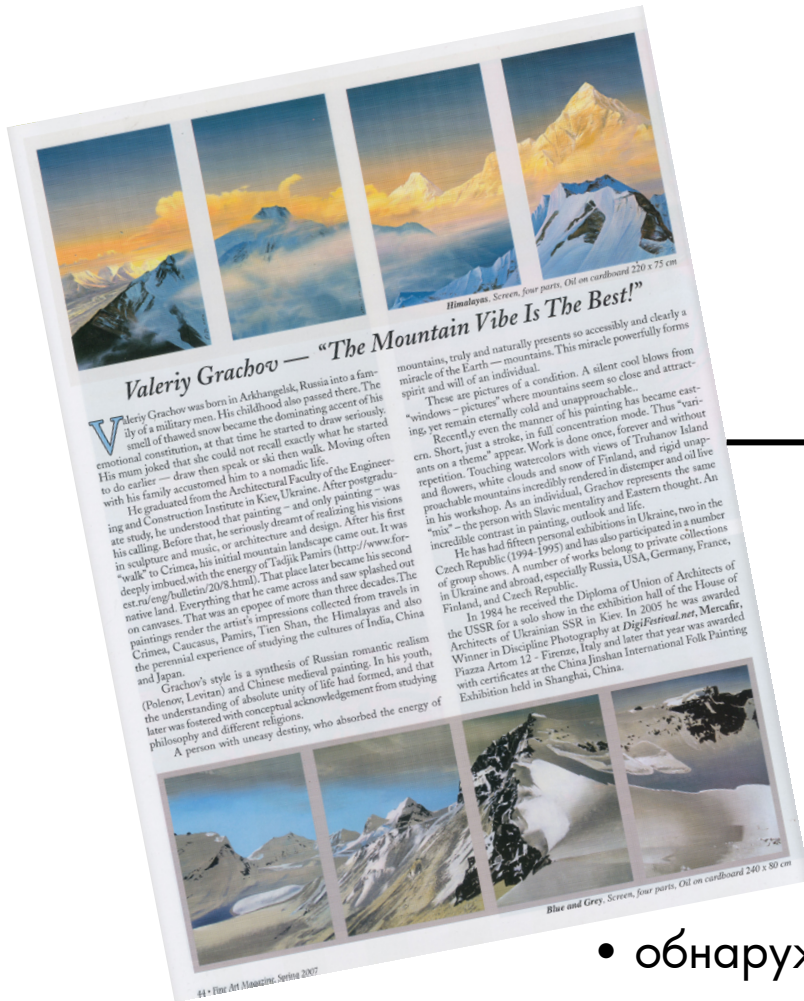 Himalayas, Screen, four parts, Oil on cardboard 220 x 75 cm
Valeriy Grachov — “The Mountain Vibe Is The Best!”
Valeriy Grachov was born in Arkhangelsk, Russia into a fam-
ily of a military men. His childhood also passed there. The
smell of thawed snow became the dominating accent of his
emotional constitution, at that time he started to draw seriously.
His mum joked that she could not recall exactly what he started
to do earlier — draw then speak or ski then walk. Moving often
with his family accustomed him to a nomadic life.
He graduated from the Architectural Faculty of the Engineer-
ing and Construction Institute in Kiev, Ukraine. After postgradu-
ate study, he understood that painting – and only painting – was
his calling. Before that, he seriously dreamt of realizing his visions
in sculpture and music, or architecture and design. After his first
“walk” to Crimea, his initial mountain landscape came out. It was
deeply imbued.with the energy of Tadjik Pamirs (http://www.for-
est.ru/eng/bulletin/20/8.html). That place later became his second
native land. Everything that he came across and saw splashed out
on canvases. That was an epopee of more than three decades.The
paintings render the artist's impressions collected from travels in
Crimea, Caucasus, Pamirs, Tien Shan, the Himalayas and also
the perennial experience of studying the cultures of India, China
and Japan.
Grachov's style is a synthesis of Russian romantic realism
(Polenov, Levitan) and Chinese medieval painting. In his youth,
the understanding of absolute unity of life had formed, and that
later was fostered with conceptual acknowledgement from studying
philosophy and different religions.
A person with uneasy destiny, who absorbed the energy of
mountains, truly and naturally presents so accessibly and clearly a
miracle of the Earth — mountains. This miracle powerfully forms
spirit and will of an individual.
These are pictures of a condition. A silent cool blows from
“windows – pictures” where mountains seem so close and attract-
ing, yet remain eternally cold and unapproachable..
Recently, even the manner of his painting has became east-
ern. Short, just a stroke, in full concentration mode. Thus “vari-
ants on a theme” appear. Work is done once, forever and without
repetition. Touching watercolors with views of Truhanov Island
and flowers, white clouds and snow of Finland, and rigid unap-
proachable mountains incredibly rendered in distemper and oil live
in his workshop. As an individual, Grachov represents the same
“mix” – the person with Slavic mentality and Eastern thought. An
incredible contrast in painting, outlook and life.
He has had fifteen personal exhibitions in Ukraine, two in the
Czech Republic (1994-1995) and has also participated in a number
of group shows. A number of works belong to private collections
in Ukraine and abroad, especially Russia, USA, Germany, France,
Finland, and Czech Republic.
In 1984 he received the Diploma of Union of Architects of
the USSR for a solo show in the exhibition hall of the House of
Architects of Ukrainian SSR in Kiev. In 2005 he was awarded
Winner in Discipline Photography at DigiFestival.net, Mercafir,
Piazza Artom 12 - Firenze, Italy and later that year was awarded
with certificates at the China Jinshan International Folk Painting
Exhibition held in Shanghai, China.
Blue and Grey, Screen, four parts, Oil on cardboard 240 x 80 cm
44 • Fine Art Magazine, Spring 2007